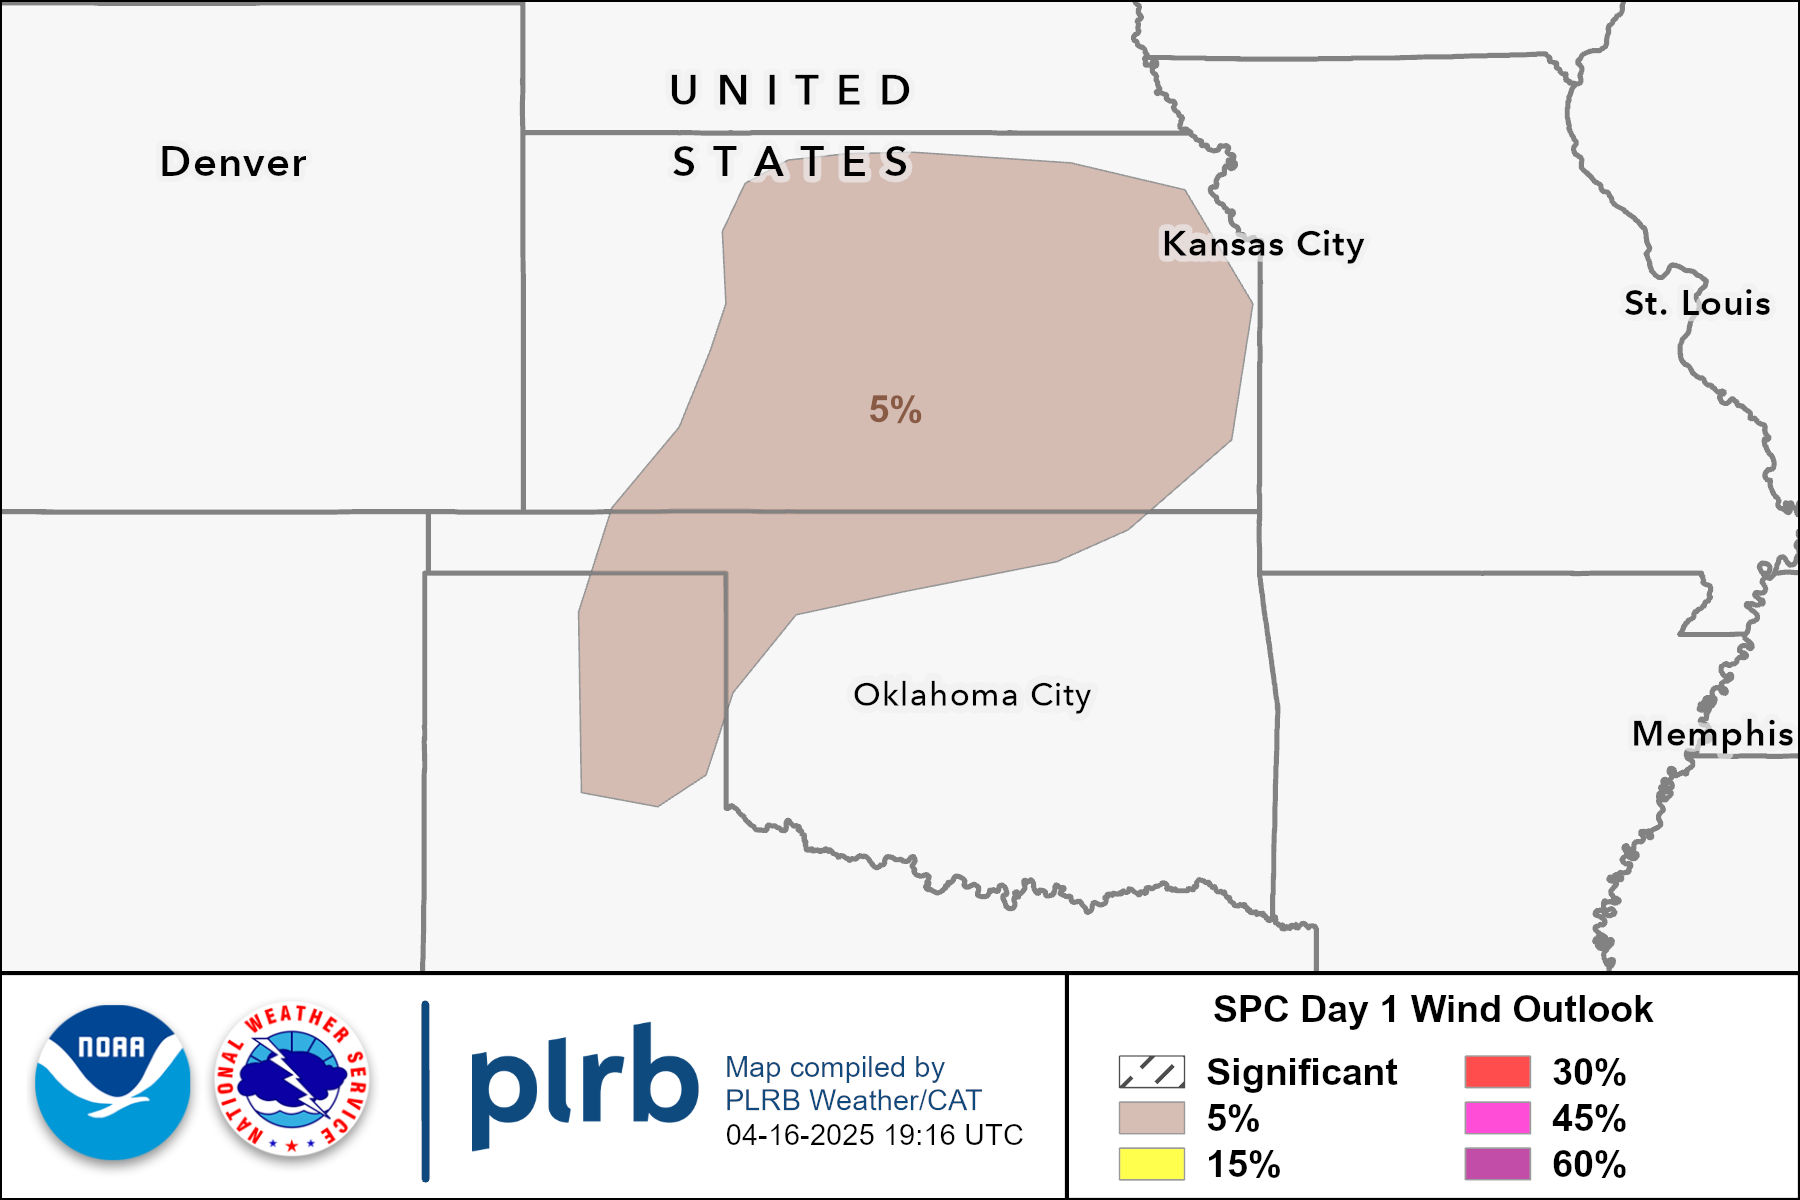 UNITED
STATES
Denver
Kansas City
St. Louis
5%
Oklahoma City
Memphis
NOAA
NATIONAL WEATHER SERVICE
plrb
Map compiled by
PLRB Weather/CAT
04-16-2025 19:16 UTC
SPC Day 1 Wind Outlook
Significant
5%
15%
30%
45%
60%